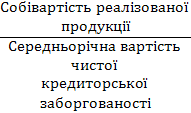 Собівартість реалізованої
продукції
Середньорічна вартість
чистої
кредиторської
заборгованості